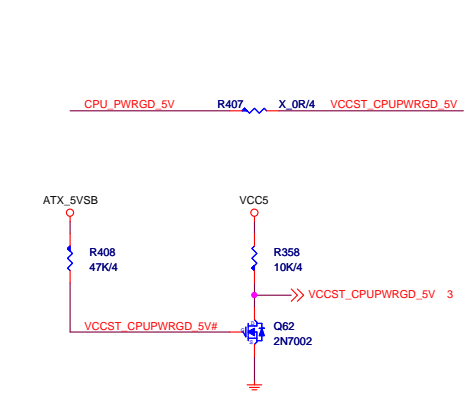 CPU_PWRGD_5V R407 X_0R/4 VCCST_CPUPWRGD_5V
ATX_5VSB VCC5
R408 R358
47K/4 10K/4
VCCST_CPUPWRGD_5V 3
VCCST_CPUPWRGD_5V# Q62
2N7002